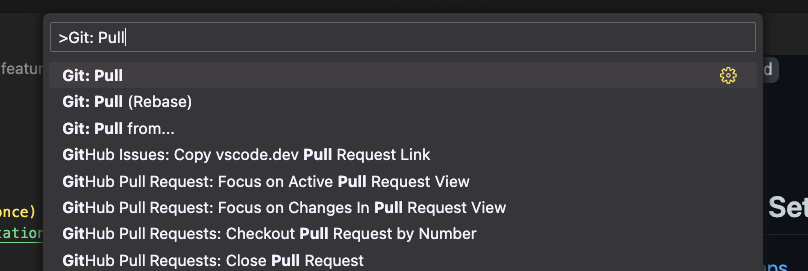 >Git: Pull
featur
d
Git: Pull
Git: Pull (Rebase)
Git: Pull from...
GitHub Issues: Copy vscode.dev Pull Request Link
GitHub Pull Request: Focus on Active Pull Request View
GitHub Pull Request: Focus on Changes In Pull Request View
once)
Set
GitHub Pull Requests: Checkout Pull Request by Number
tation
GitHub Pull Requests: Close Pull Request